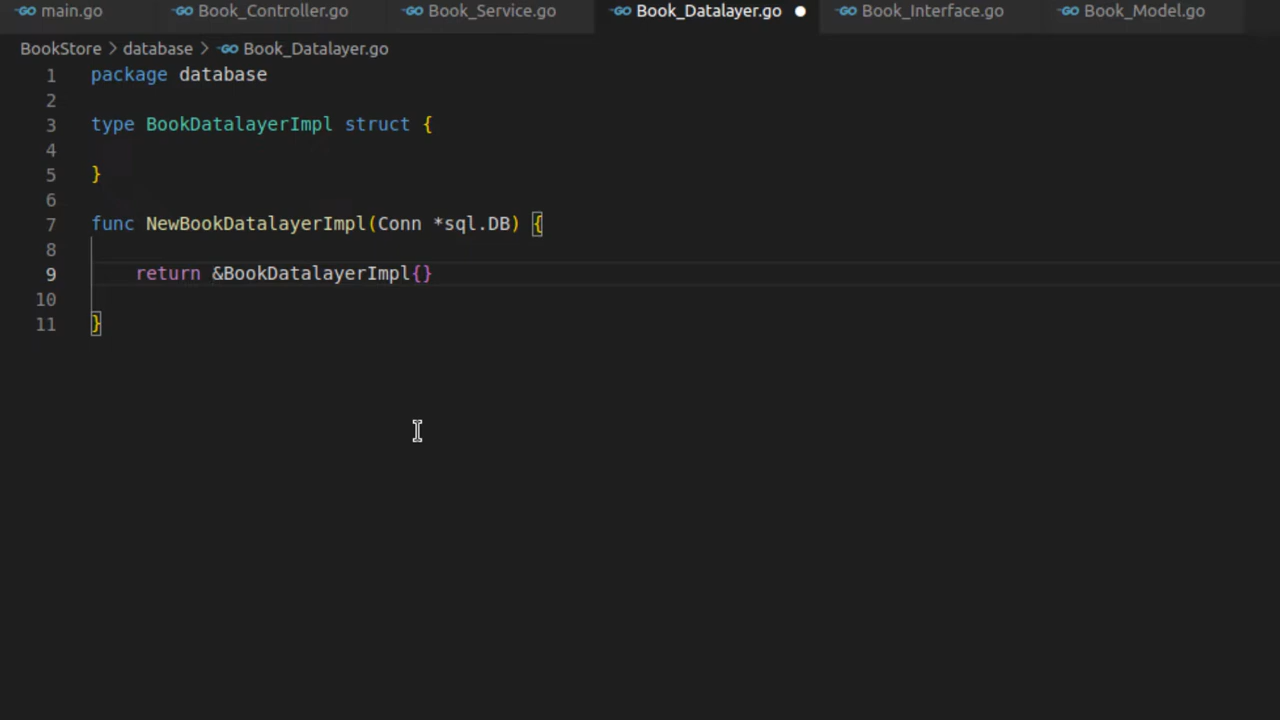 main.go Book_Controller.go Book_Service.go Book_Datalayer.go Book_Interface.go Book_Model.go
BookStore > database > Book_Datalayer.go
1 package database
2
3 type BookDatalayerImpl struct {
4
5 }
6
7 func NewBookDatalayerImpl(Conn *sql.DB) {
8
9 return &BookDatalayerImpl{}
10
11 }